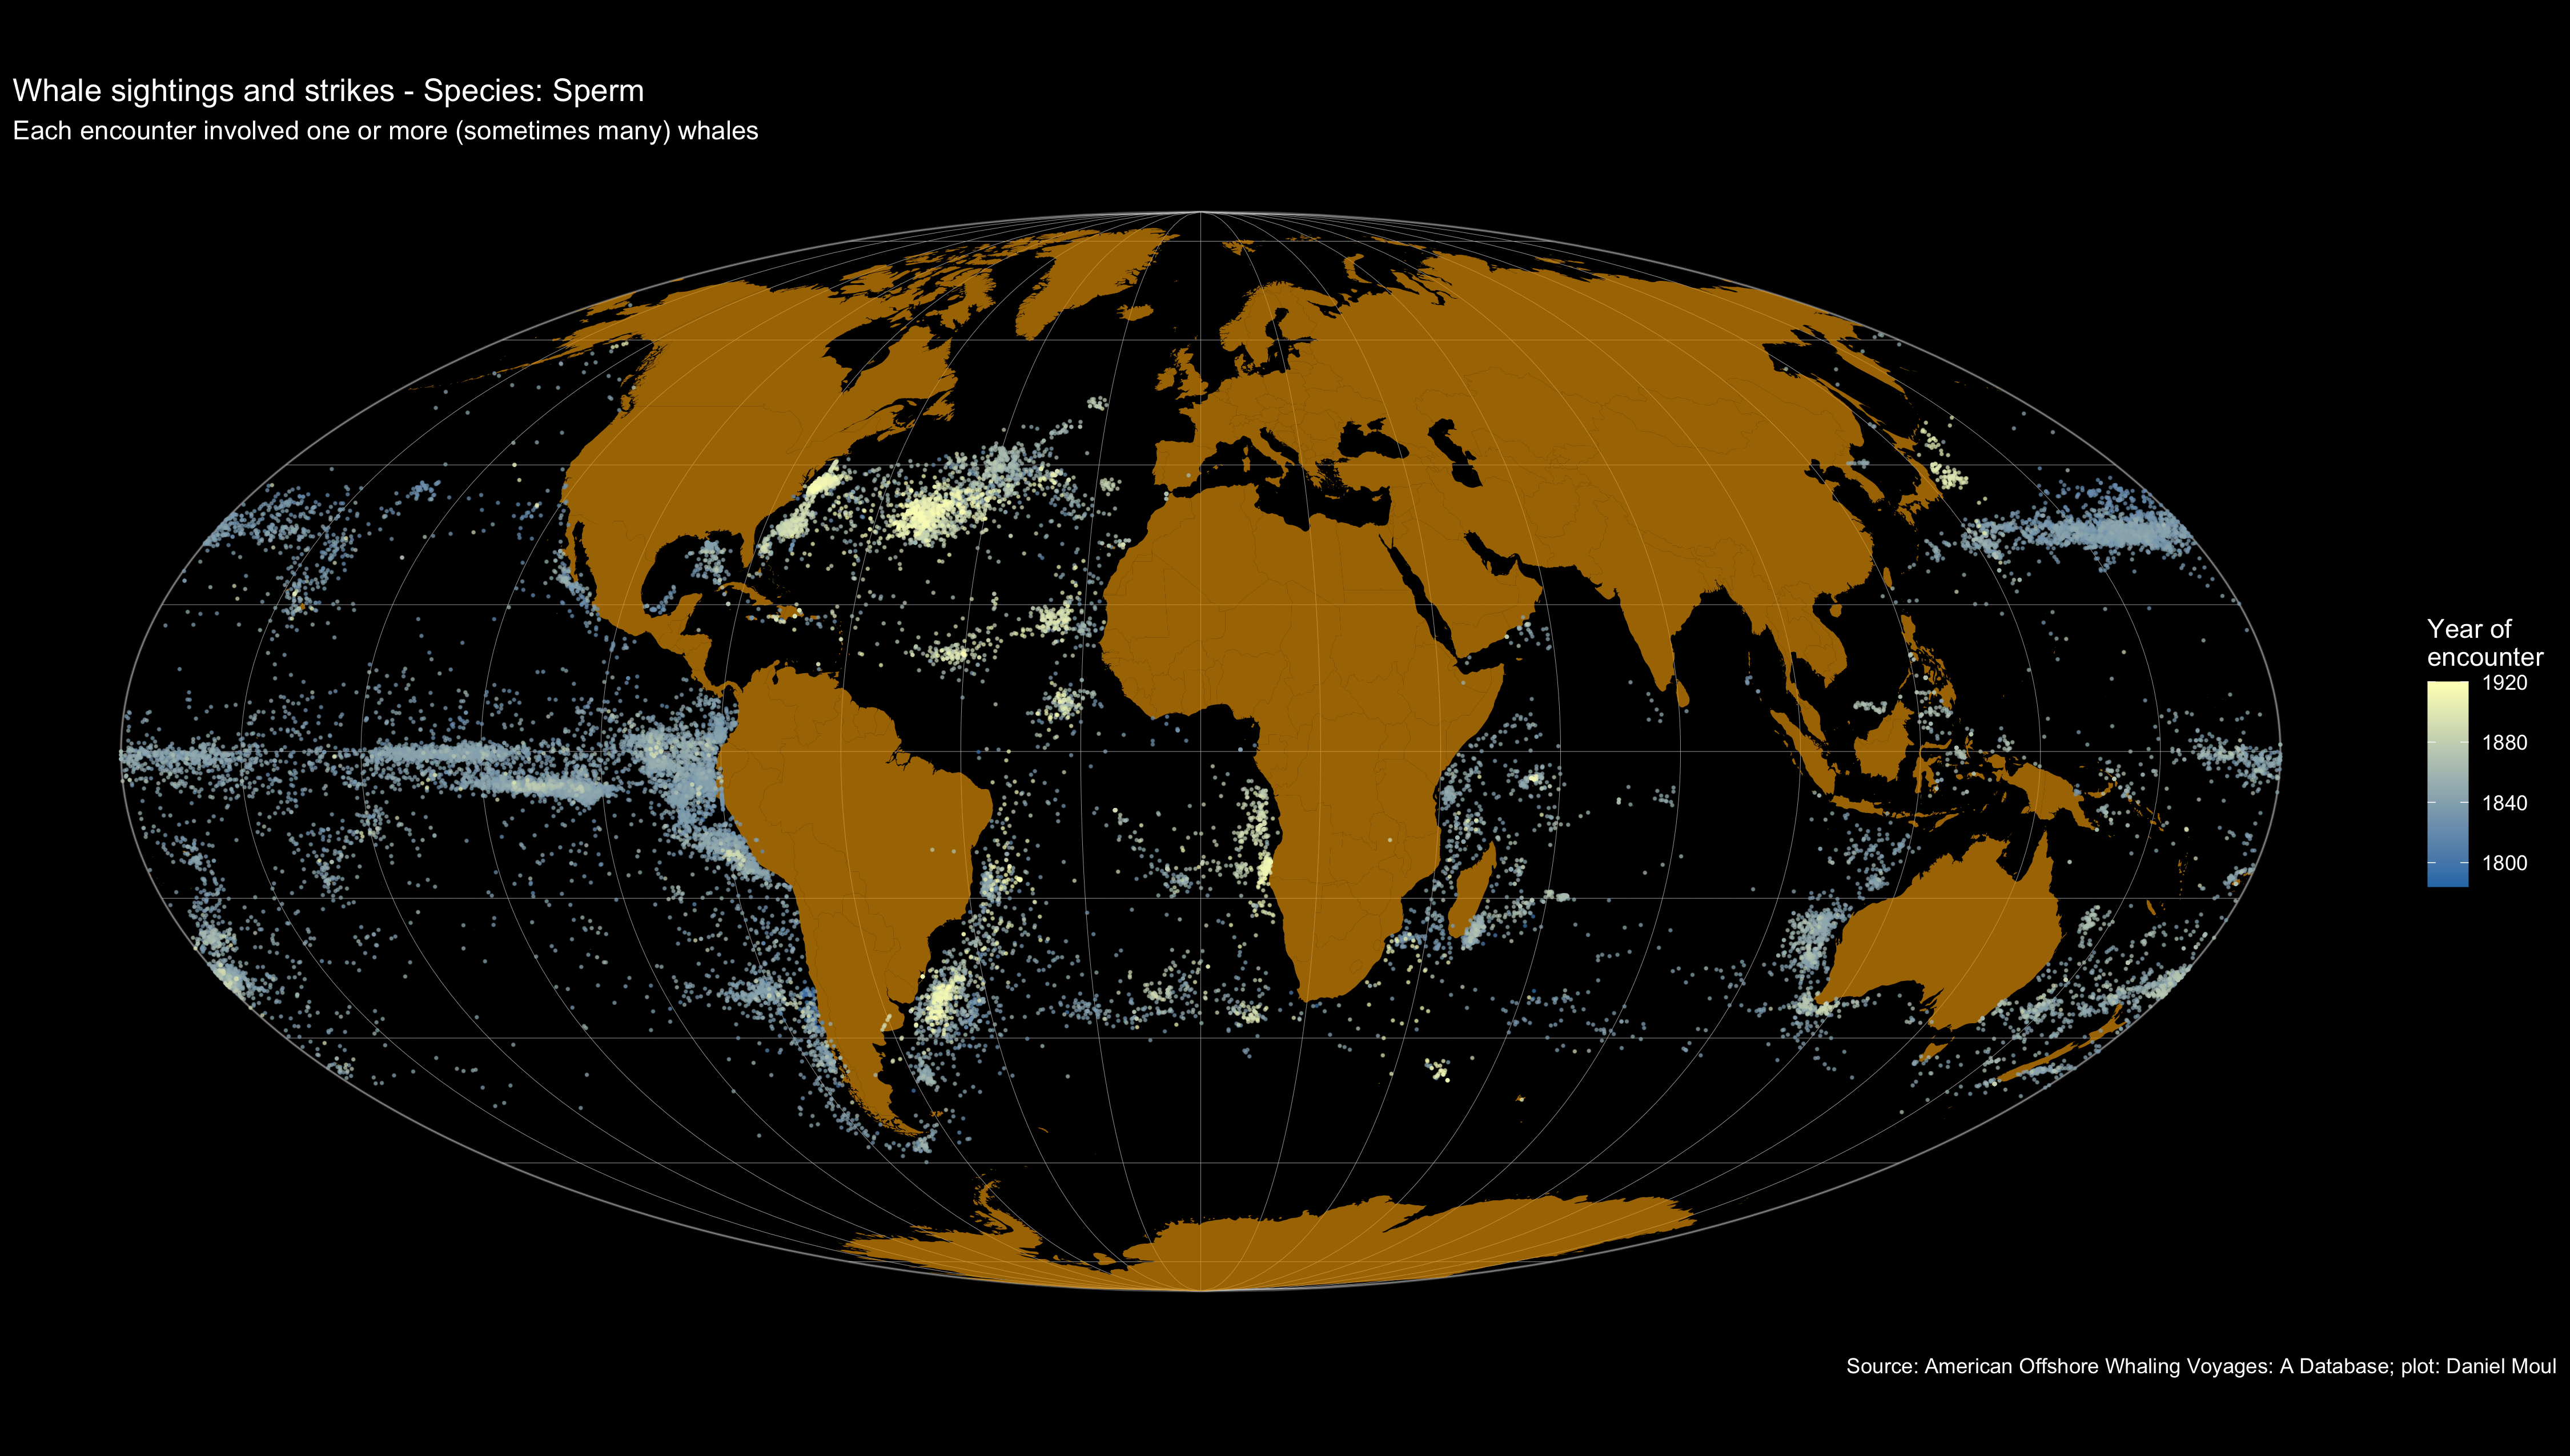 Whale sightings and strikes - Species: Sperm
Each encounter involved one or more (sometimes many) whales
Year of
encounter
1920
1880
1840
1800
Source: American Offshore Whaling Voyages: A Database; plot: Daniel Moul